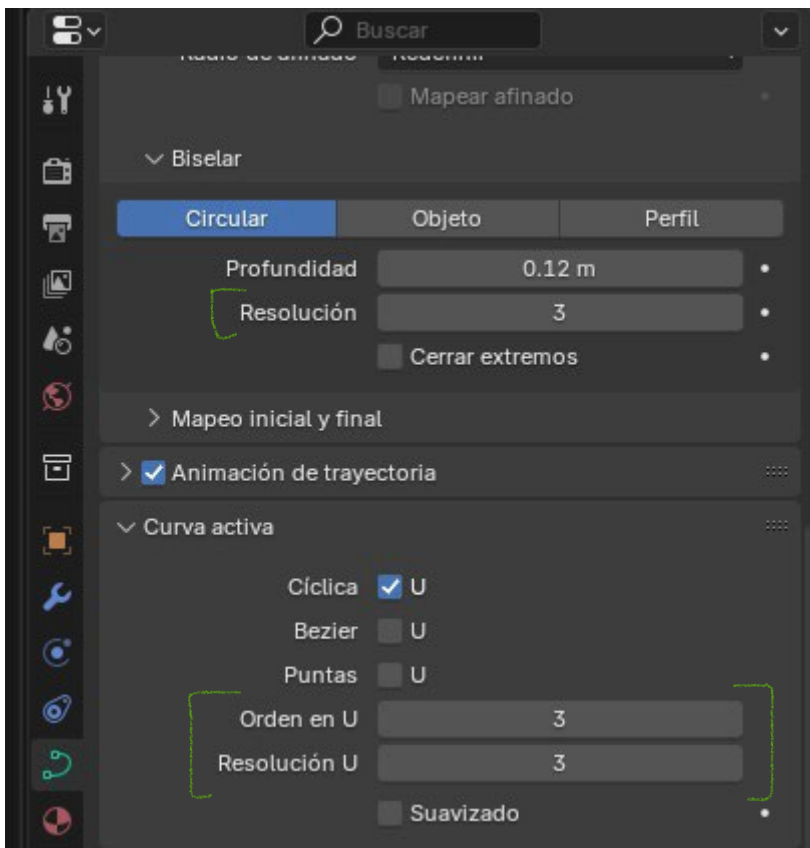 Buscar
Mapear afinado
Biselar
Circular Objeto Perfil
Profundidad 0.12 m
Resolución 3
Cerrar extremos
Mapeo inicial y final
Animación de trayectoria
Curva activa
Cíclica U
Bezier U
Puntas U
Orden en U 3
Resolución U 3
Suavizado